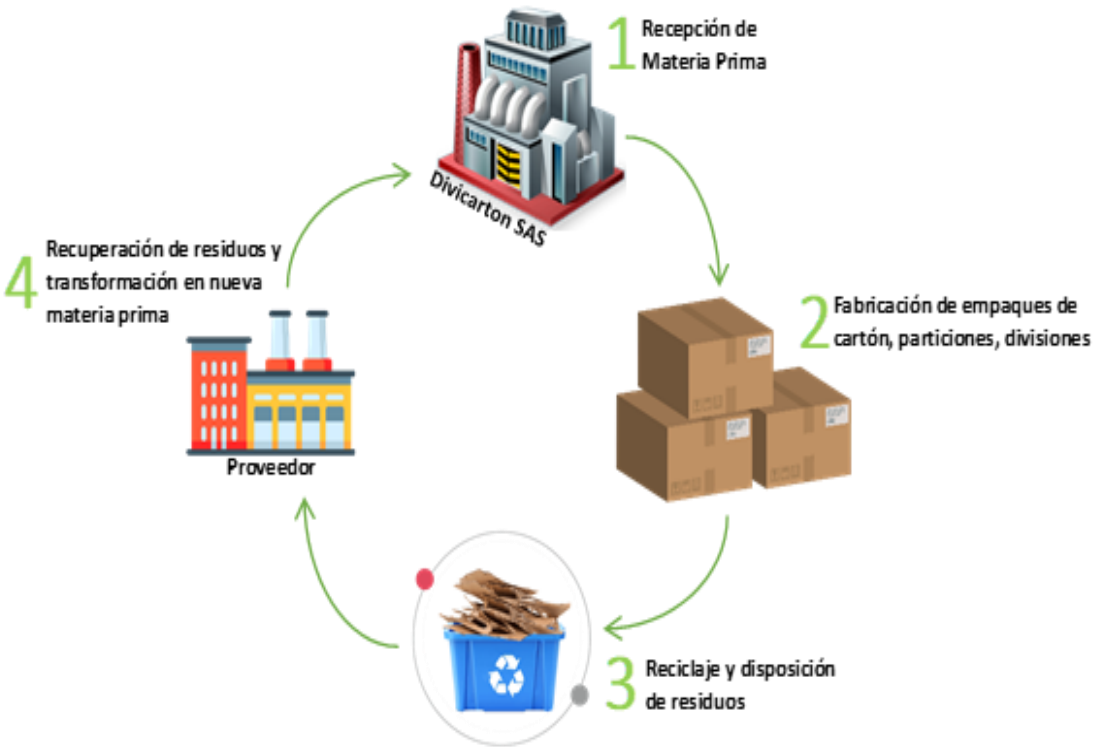 1
Recepción de
Materia Prima
Divicarton SAS
2
Fabricación de empaques de
cartón, particiones, divisiones
3
Reciclaje y disposición
de residuos
4
Recuperación de residuos y
transformación en nueva
materia prima
Proveedor